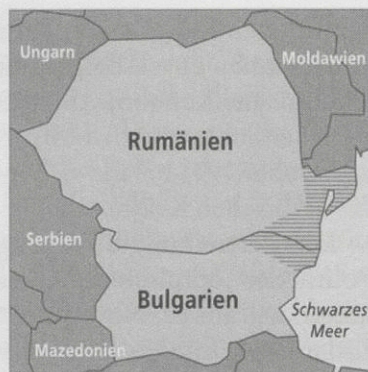 Ungarn
Moldawien
Rumänien
Serbien
Bulgarien
Schwarzes
Meer
Mazedonien